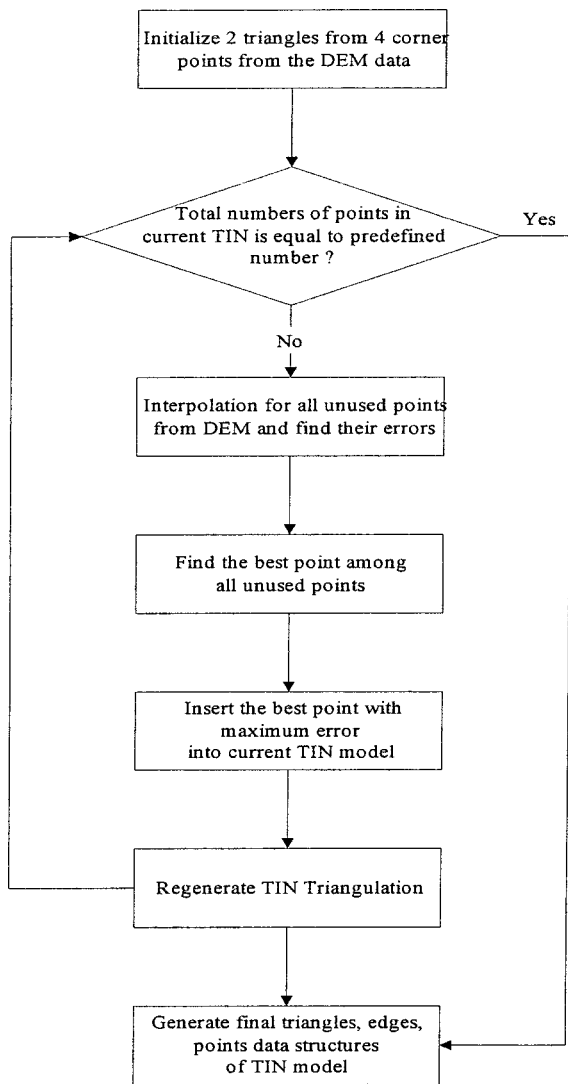 Initialize 2 triangles from 4 corner
points from the DEM data
Total numbers of points in
current TIN is equal to predefined
number ?
Yes
No
Interpolation for all unused points
from DEM and find their errors
Find the best point among
all unused points
Insert the best point with
maximum error
into current TIN model
Regenerate TIN Triangulation
Generate final triangles, edges,
points data structures
of TIN model